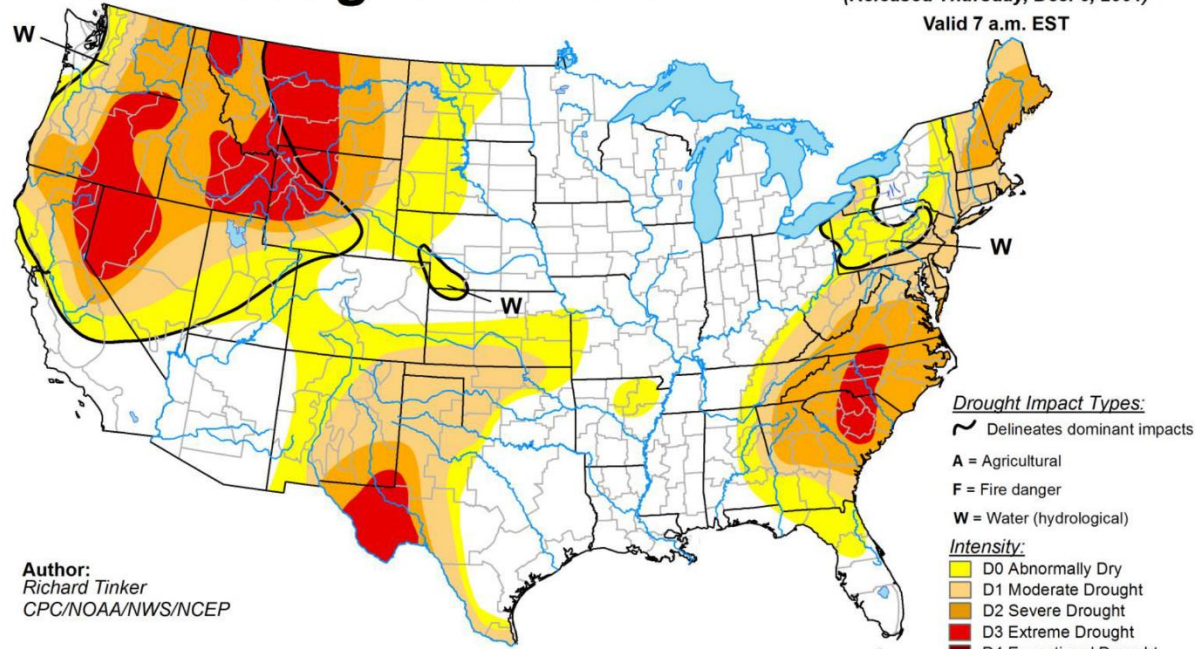 Valid 7 a.m. EST
W
W
W
Drought Impact Types:
Delineates dominant impacts
A = Agricultural
F = Fire danger
W = Water (hydrological)
Intensity:
D0 Abnormally Dry
D1 Moderate Drought
D2 Severe Drought
D3 Extreme Drought
Author:
Richard Tinker
CPC/NOAA/NWS/NCEP